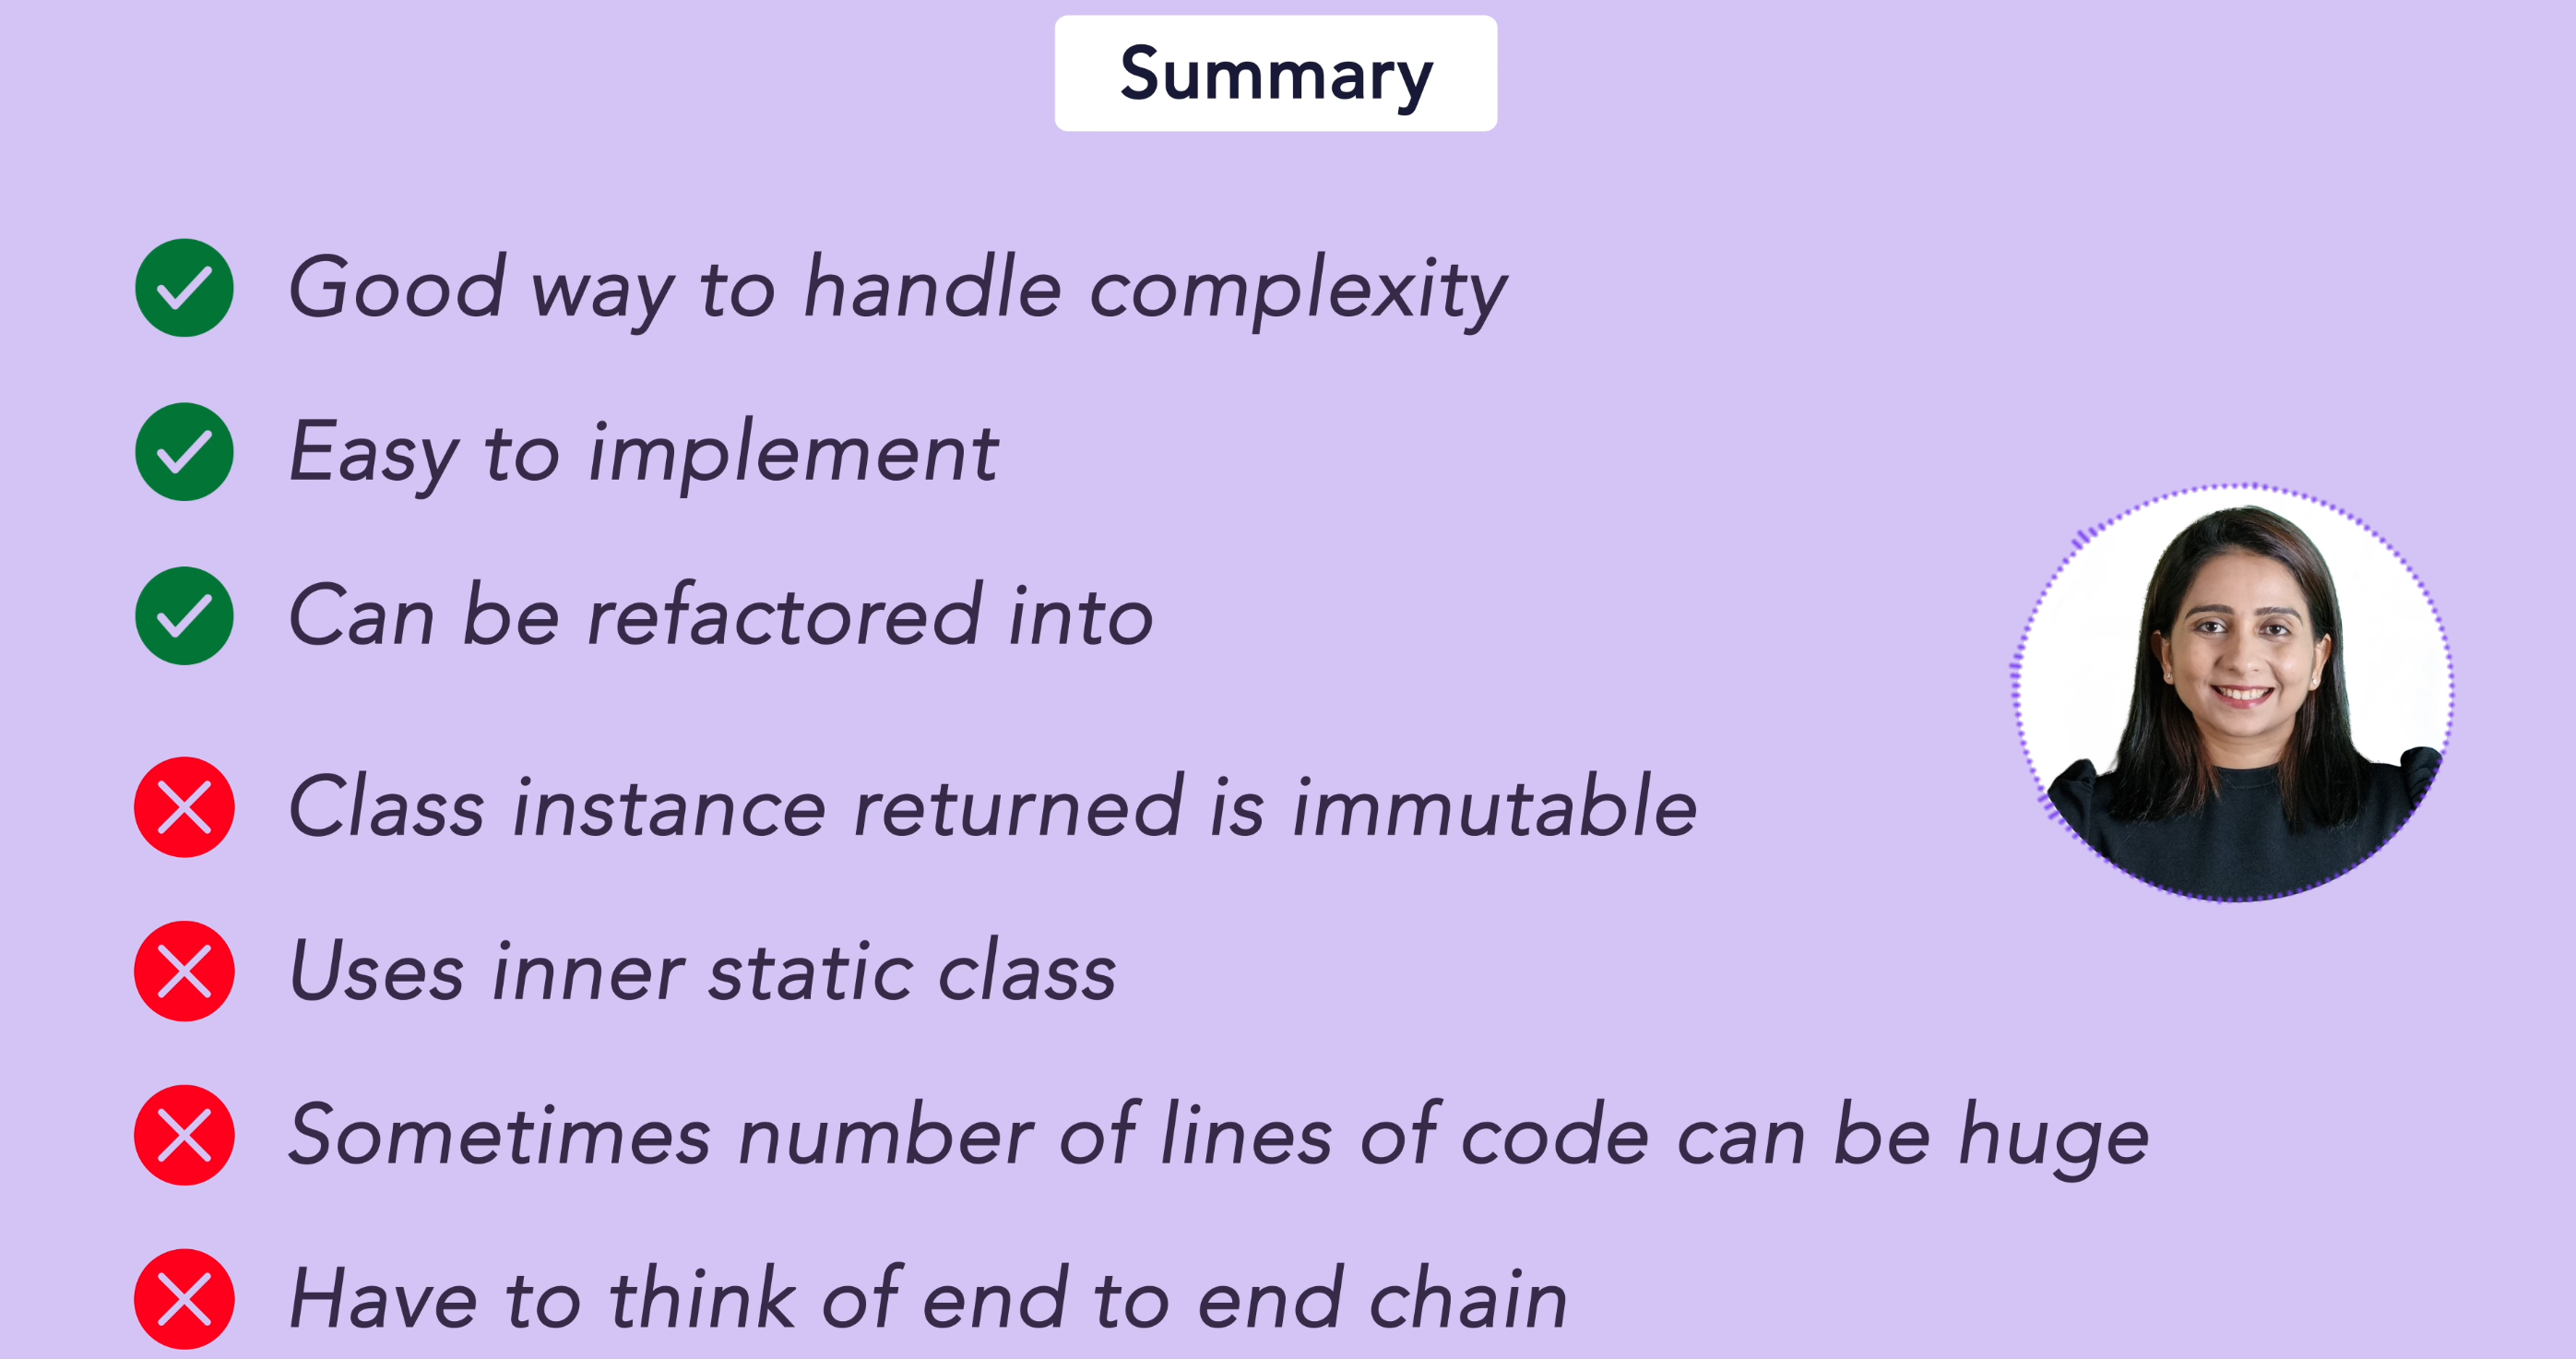 Summary
Good way to handle complexity
Easy to implement
Can be refactored into
Class instance returned is immutable
Uses inner static class
Sometimes number of lines of code can be huge
Have to think of end to end chain